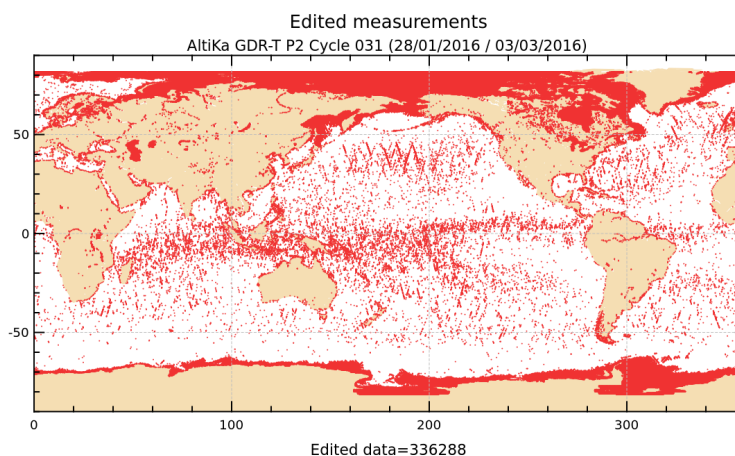 Edited measurements
AltiKa GDR-T P2 Cycle 031 (28/01/2016 / 03/03/2016)
50
0
-50
0 100 200 300
Edited data=336288